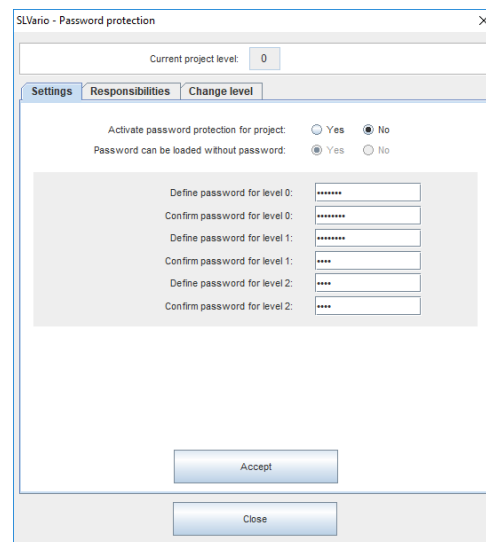 SLVario - Password protection
Current project level: 0
Settings Responsibilities Change level
Activate password protection for project: Yes No
Password can be loaded without password: Yes No
Define password for level 0: •••••••
Confirm password for level 0: ••••••••
Define password for level 1: ••••••••
Confirm password for level 1: ••••
Define password for level 2: ••••
Confirm password for level 2: ••••
Accept
Close